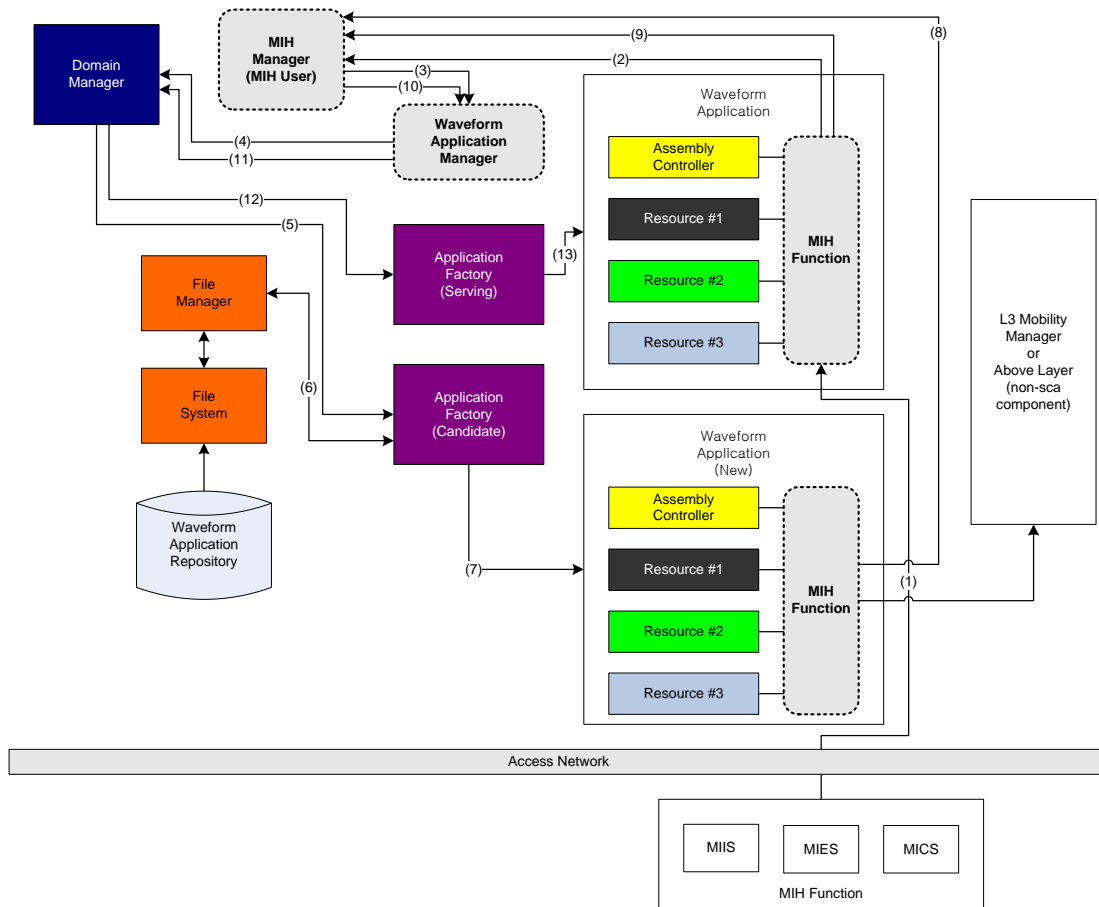 (8)
(9)
MIH
Manager
(MIH User)
(2)
Domain
Manager
(3)
(10)
Waveform
Application
Manager
(4)
(11)
Waveform
Application
Assembly
Controller
Resource #1
Resource #2
Resource #3
MIH
Function
(12)
(5)
Application
Factory
(Serving)
(13)
File
Manager
L3 Mobility
Manager
or
Above Layer
(non-sca
component)
File
System
(6)
Application
Factory
(Candidate)
Waveform
Application
(New)
Assembly
Controller
Resource #1
Resource #2
Resource #3
MIH
Function
Waveform
Application
Repository
(7)
(1)
Access Network
MIIS
MIES
MICS
MIH Function